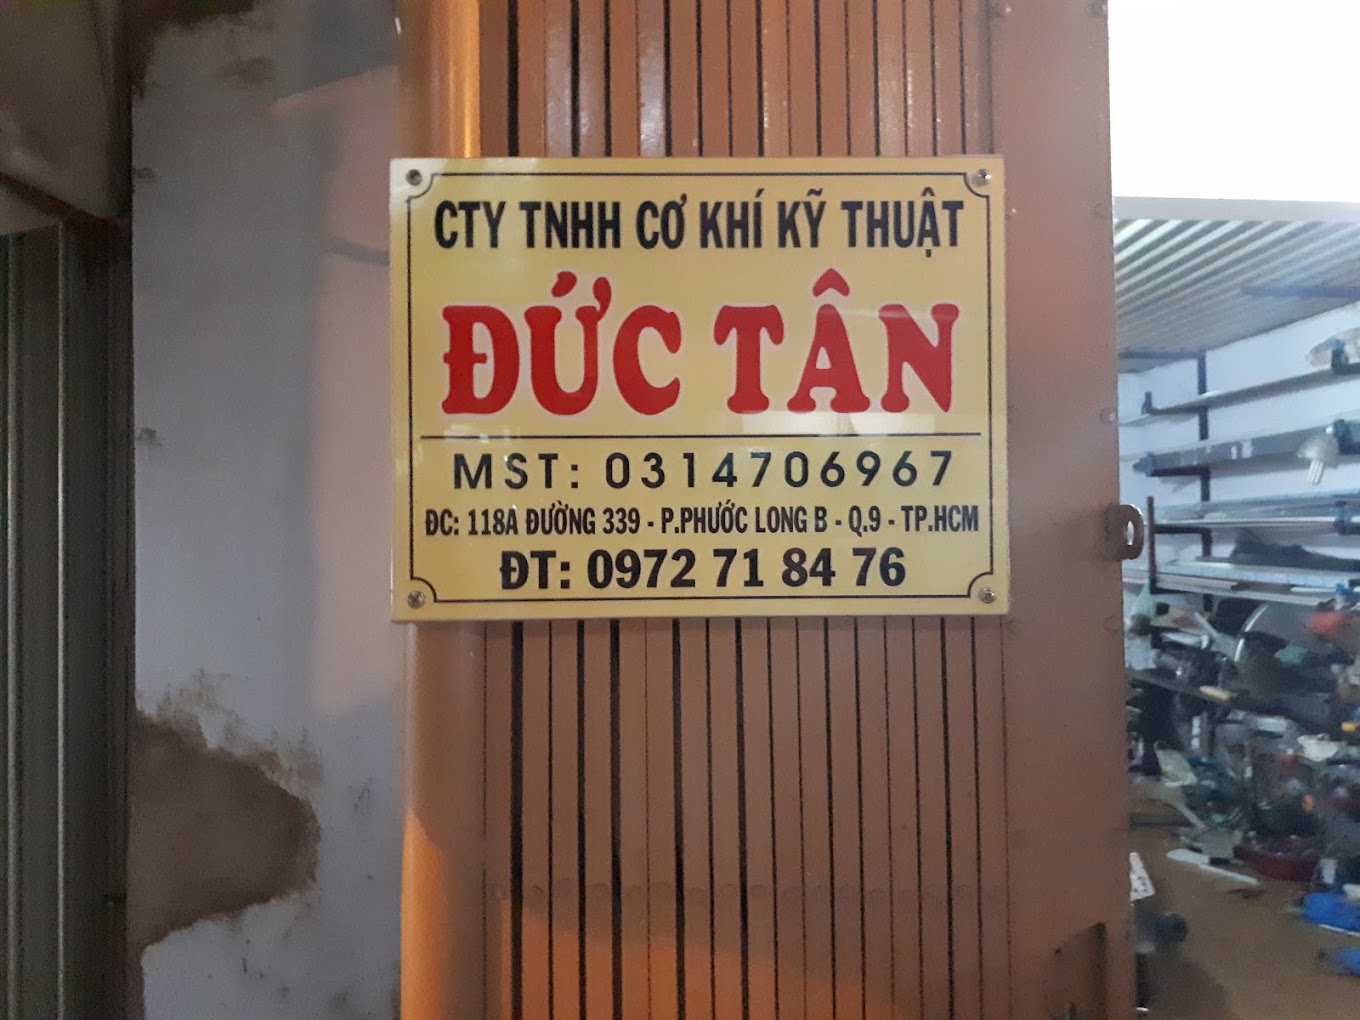 CTY TNHH CƠ KHÍ KỸ THUẬT
ĐỨC TÂN
MST: 0314706967
ĐC: 118A ĐƯỜNG 339 - P.PHƯỚC LONG B - Q.9 - TP.HCM
ĐT: 0972 71 84 76